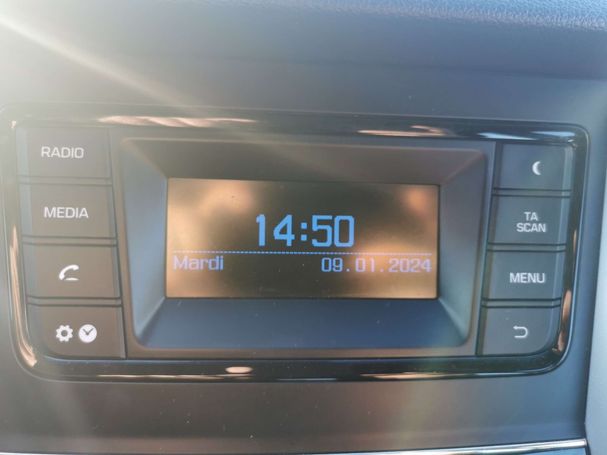 RADIO
MEDIA
14:50
Mardi 09.01.2024
TA
SCAN
MENU